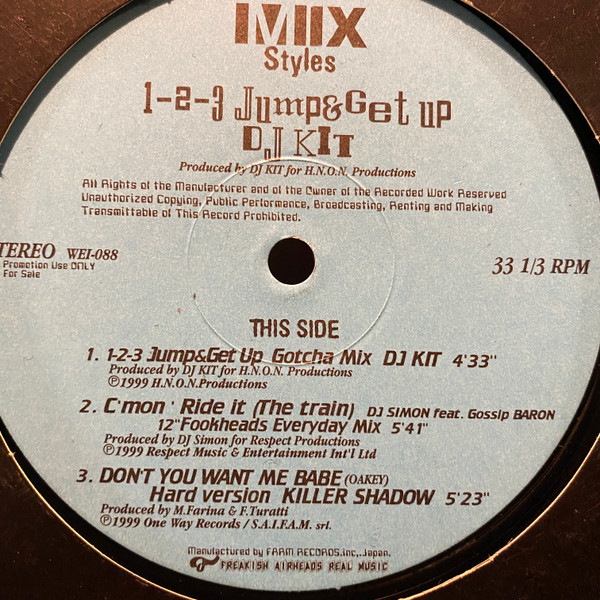 MIX
Styles
1-2-3 Jump&Get up
DJ KIT
Produced by DJ KIT for H.N.O.N. Productions
All Rights of the Manufacturer and of the Owner of the Recorded Work Reserved
Unauthorized Copying, Public Performance, Broadcasting, Renting and Making
Transmittable of This Record Prohibited.
TEREO WEI-088
Promotion Use ONLY
For Sale
33 1/3 RPM
THIS SIDE
1. 1-2-3 Jump&Get Up Gotcha Mix DJ KIT 4'33"
Produced by DJ KIT for H.N.O.N. Productions
Ⓟ1999 H.N.O.N.Productions
2. C'mon ' Ride it (The train) DJ SIMON feat. Gossip BARON
12"Fookheads Everyday Mix 5'41"
Produced by DJ Simon for Respect Productions
Ⓟ1999 Respect Music & Entertainment Int'l Ltd
3. DON'T YOU WANT ME BABE (OAKEY)
Hard version KILLER SHADOW 5'23"
Produced by M.Farina & F.Turatti
Ⓟ1999 One Way Records / S.A.I.F.A.M. srl.
Manufactured by FARM RECORDS.Inc,.Japan.
FREAKISH AIRHEADS REAL MUSIC